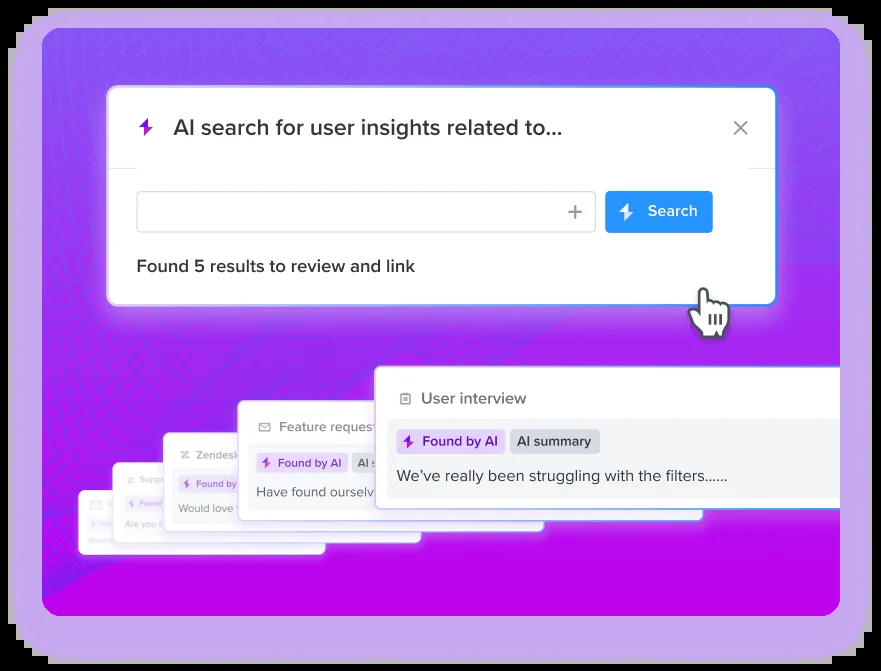 AI search for user insights related to...
Search
Found 5 results to review and link
User interview
Found by AI AI summary
We've really been struggling with the filters......
Feature request
Found by AI AI
Have found ourselv
Zendesk
Found by
Would love
Supp
Found
Are you